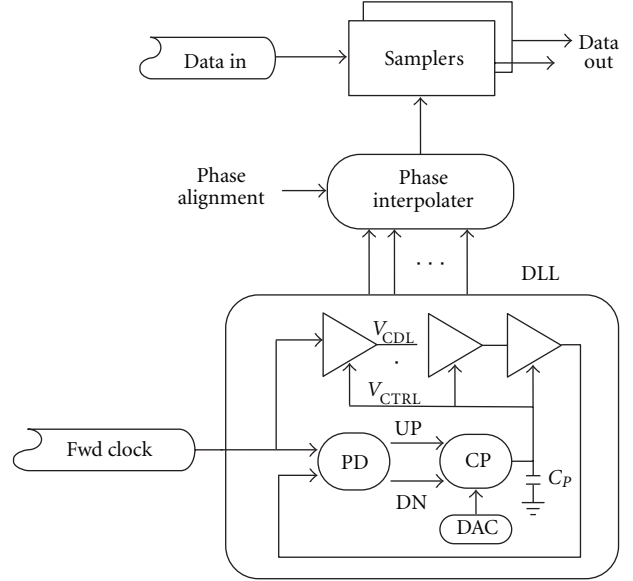 Data in
Samplers
Data
out
Phase
alignment
Phase
interpolater
. . .
DLL
V_CDL
.
V_CTRL
Fwd clock
PD
UP
DN
CP
C_P
DAC